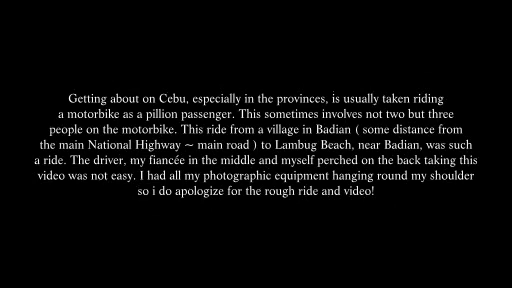 Getting about on Cebu, especially in the provinces, is usually taken riding
a motorbike as a pillion passenger. This sometimes involves not two but three
people on the motorbike. This ride from a village in Badian ( some distance from
the main National Highway ~ main road ) to Lambug Beach, near Badian, was such
a ride. The driver, my fiancée in the middle and myself perched on the back taking this
video was not easy. I had all my photographic equipment hanging round my shoulder
so i do apologize for the rough ride and video!